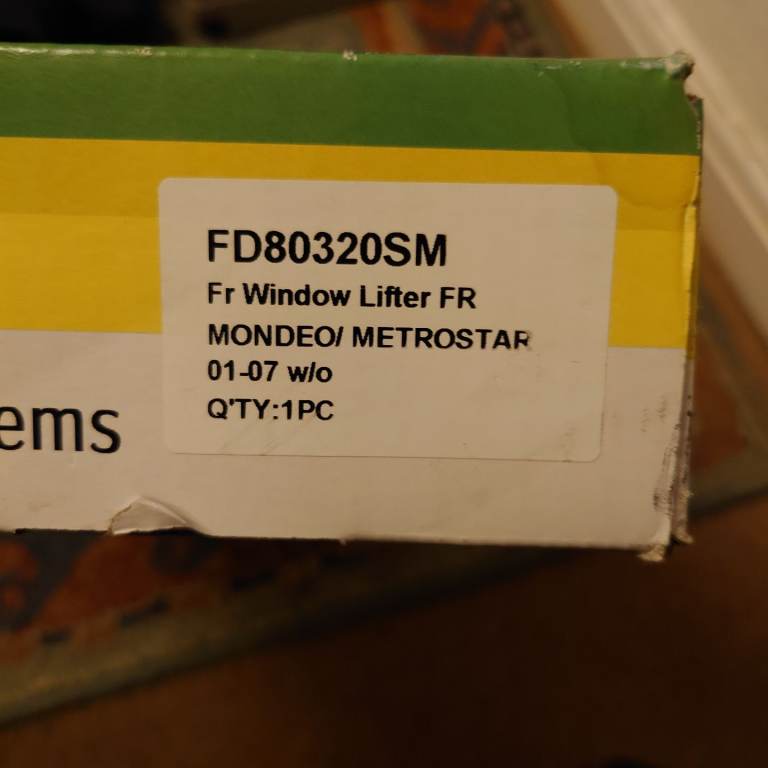 FD80320SM
Fr Window Lifter FR
MONDEO/ METROSTAR
01-07 w/o
Q'TY:1PC
ems